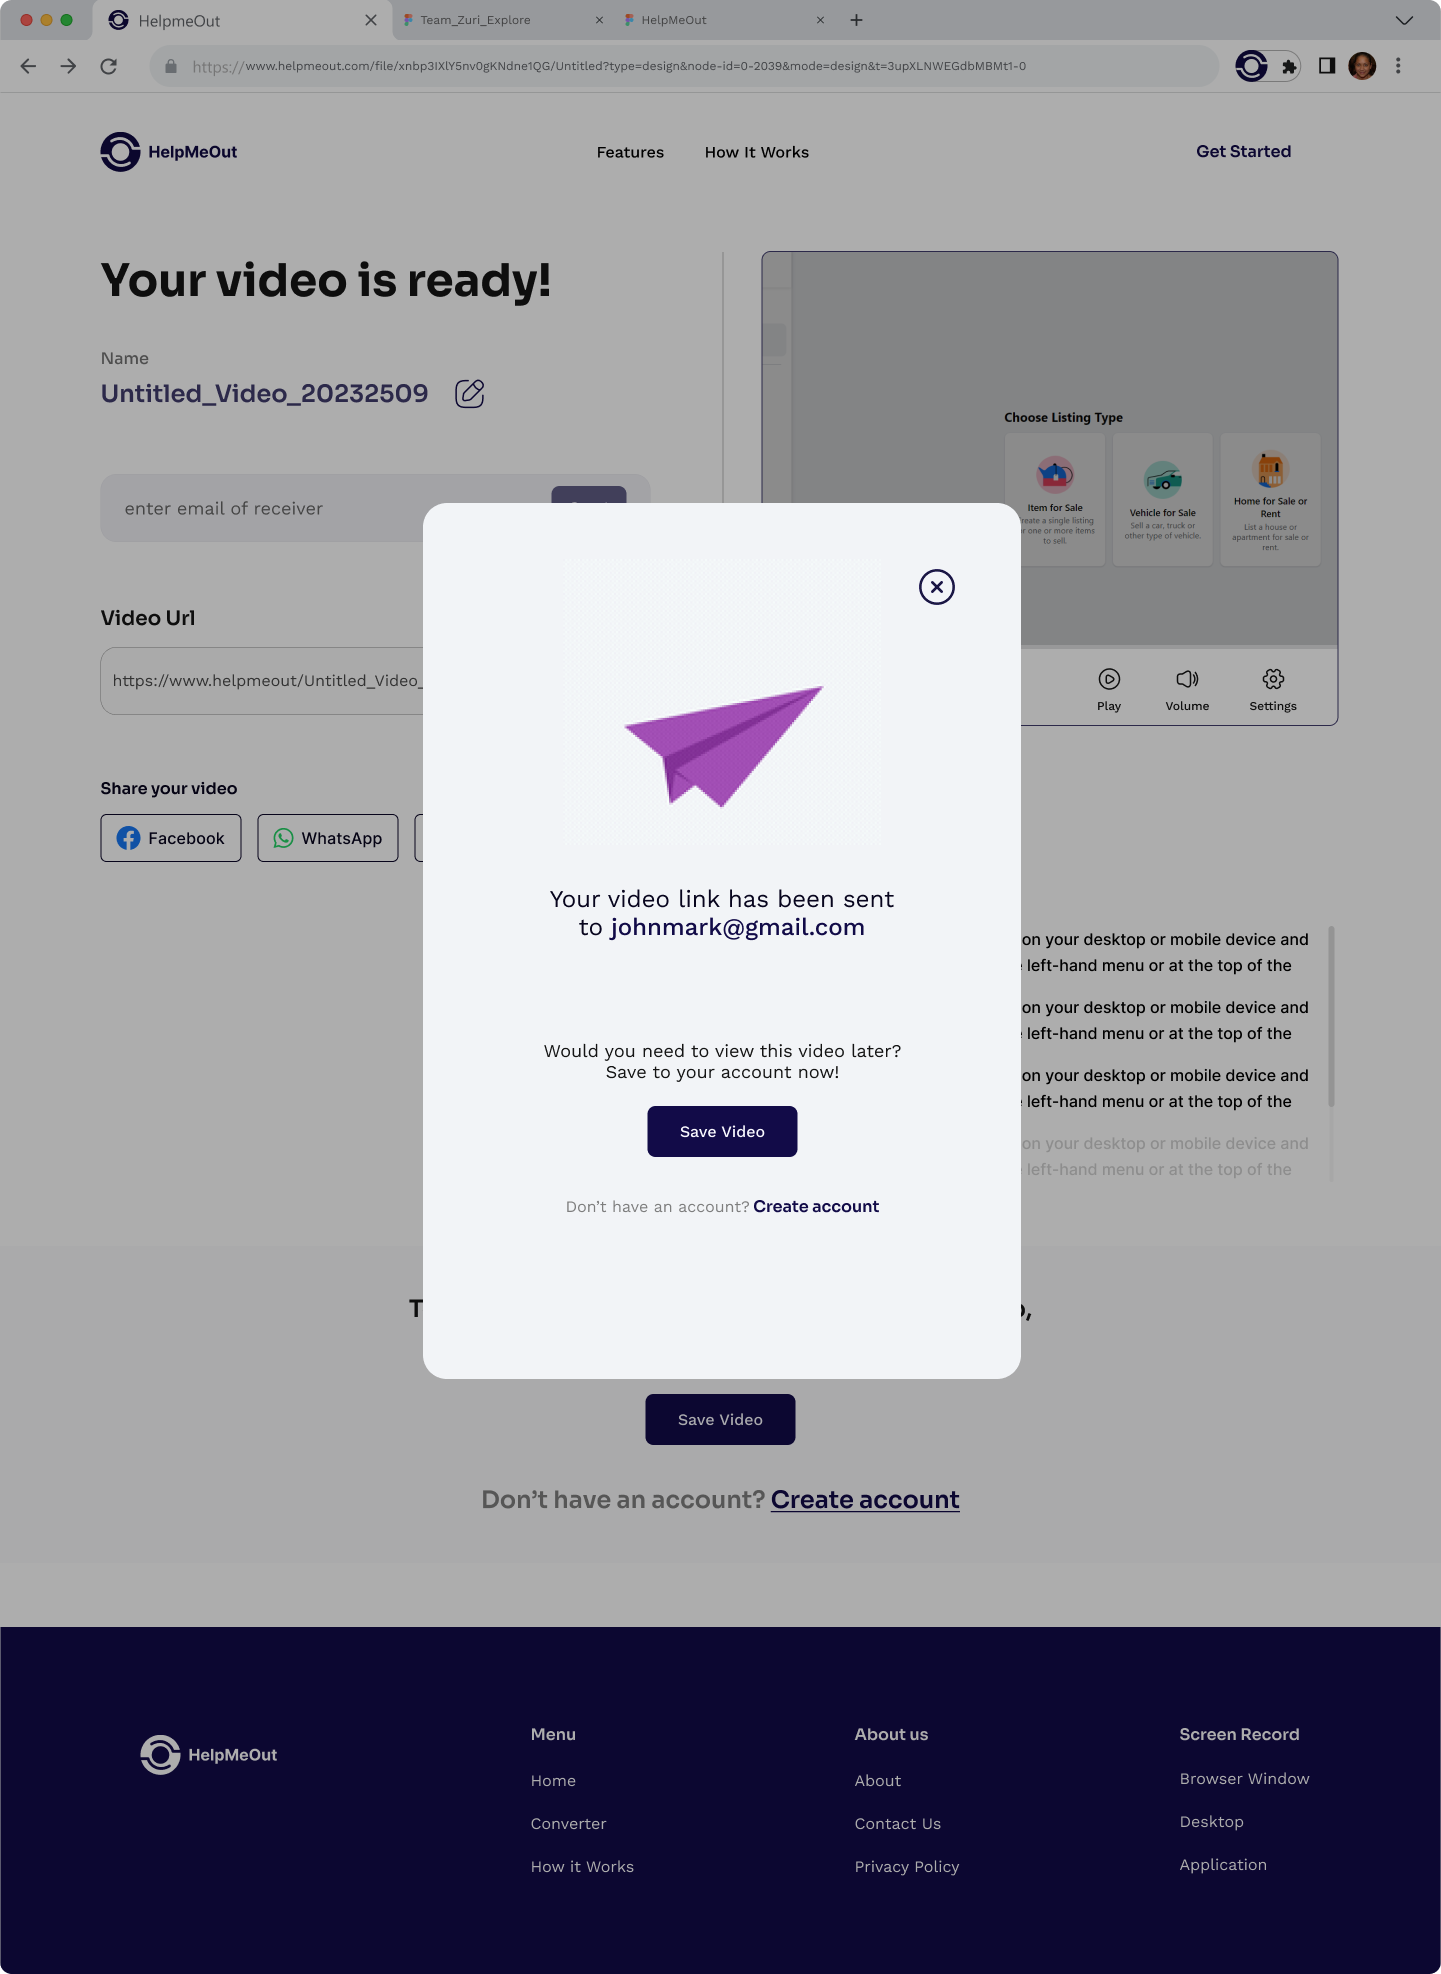 HelpmeOut
Team_Zuri_Explore
HelpMeOut
https://www.helpmeout.com/file/xnbp3IXlY5nv0gKNdne1QG/Untitled?type=design&node-id=0-2039&mode=design&t=3upXLNWEGdbMBMt1-0
HelpMeOut
Features
How It Works
Get Started
Your video is ready!
Name
Untitled_Video_20232509
enter email of receiver
Video Url
https://www.helpmeout/Untitled_Video_
Share your video
Facebook
WhatsApp
Choose Listing Type
Item for Sale
create a single listing
or one or more items
to sell.
Vehicle for Sale
Sell a car, truck or
other type of vehicle.
Home for Sale or
Rent
List a house or
apartment for sale or
rent.
Play
Volume
Settings
Your video link has been sent
to johnmark@gmail.com
Would you need to view this video later?
Save to your account now!
Save Video
Don't have an account? Create account
on your desktop or mobile device and
left-hand menu or at the top of the
on your desktop or mobile device and
left-hand menu or at the top of the
on your desktop or mobile device and
left-hand menu or at the top of the
on your desktop or mobile device and
left-hand menu or at the top of the
Save Video
Don't have an account? Create account
HelpMeOut
Menu
Home
Converter
How it Works
About us
About
Contact Us
Privacy Policy
Screen Record
Browser Window
Desktop
Application